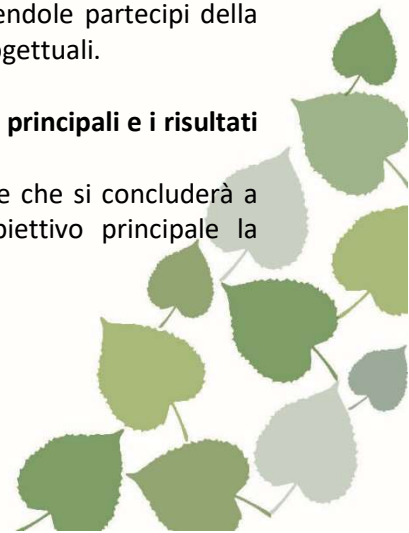 endole partecipi della
ogettuali.
principali e i risultati
e che si concluderà a
biettivo principale la